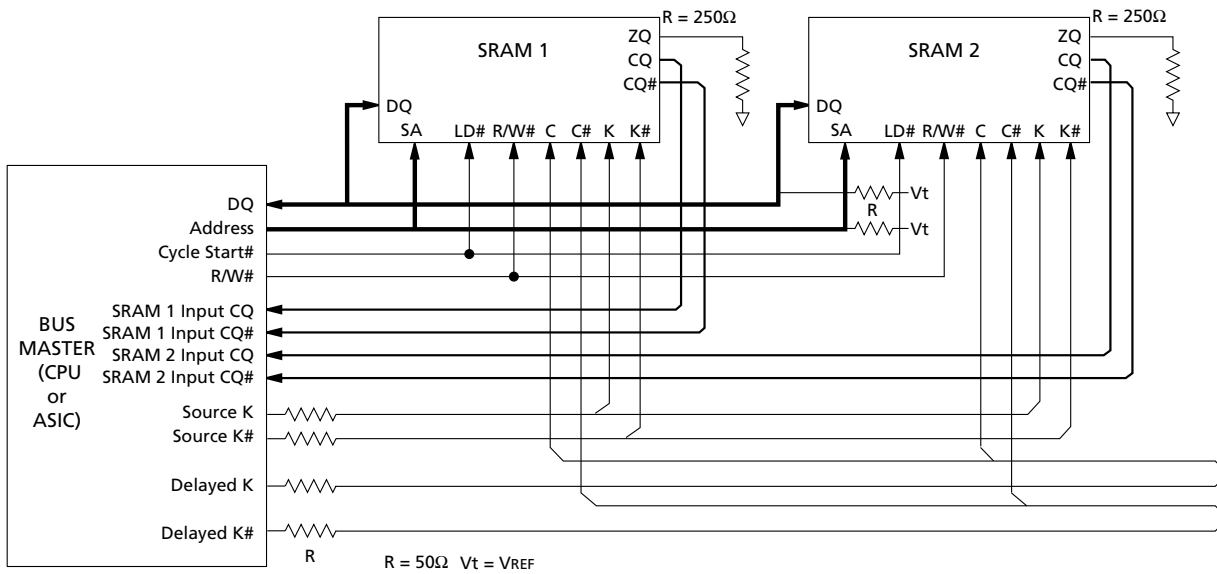 R = 250Ω
R = 250Ω
SRAM 1
ZQ
CQ
CQ#
DQ
SA
LD# R/W# C C# K K#
SRAM 2
ZQ
CQ
CQ#
DQ
SA
LD# R/W# C C# K K#
Vt
R
Vt
BUS
MASTER
(CPU
or
ASIC)
DQ
Address
Cycle Start#
R/W#
SRAM 1 Input CQ
SRAM 1 Input CQ#
SRAM 2 Input CQ
SRAM 2 Input CQ#
Source K
Source K#
Delayed K
Delayed K#
R
R = 50Ω Vt = VREF